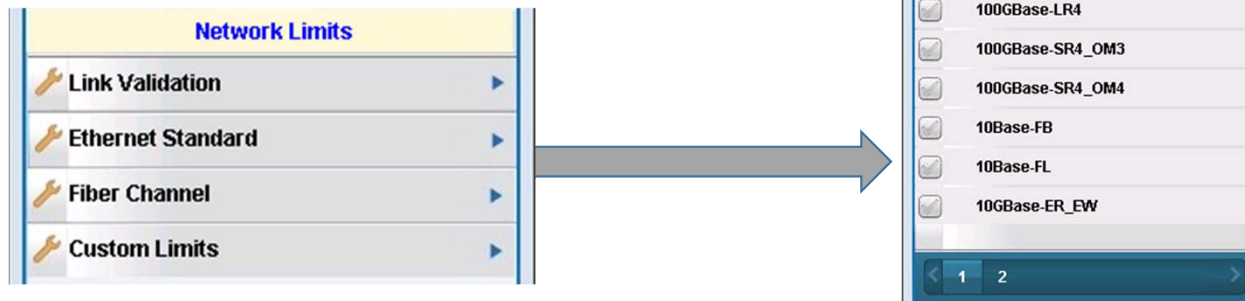 Network Limits
Link Validation
Ethernet Standard
Fiber Channel
Custom Limits
100GBase-LR4
100GBase-SR4_OM3
100GBase-SR4_OM4
10Base-FB
10Base-FL
10GBase-ER_EW
< 1 2 >